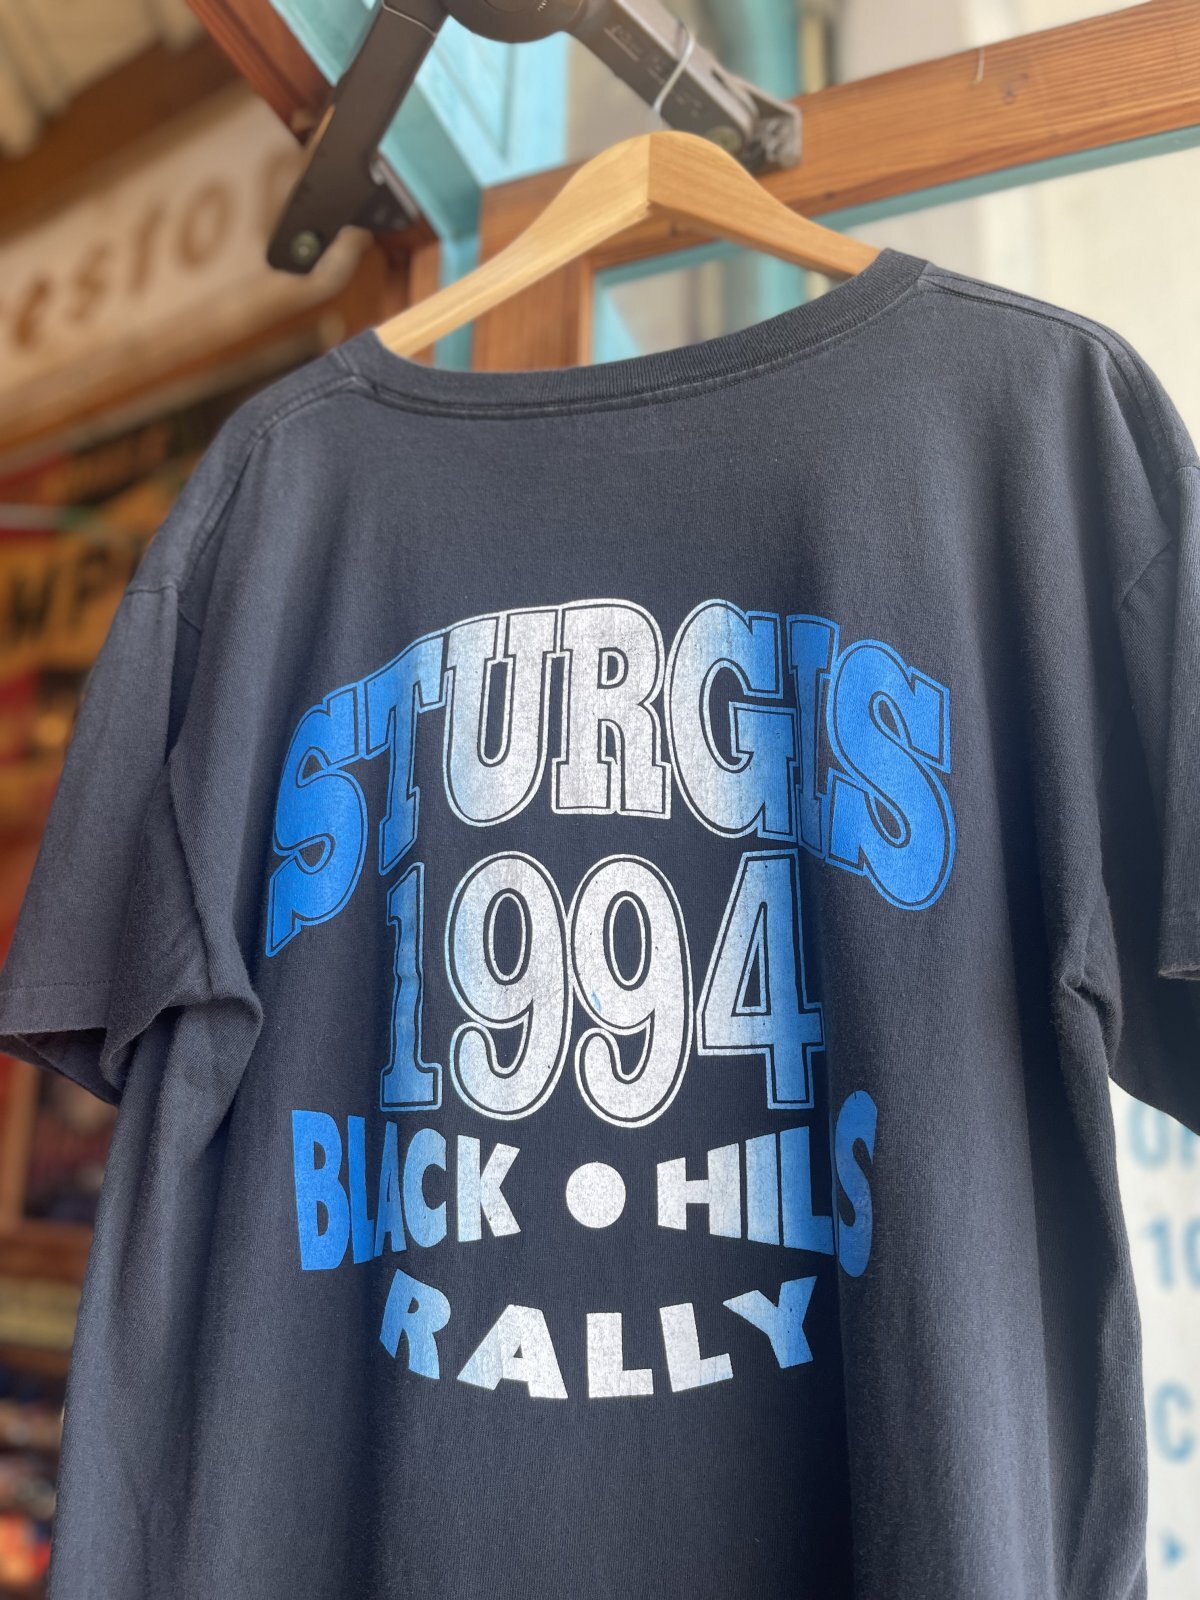 STURGIS
1994
BLACK • HILLS
RALLY